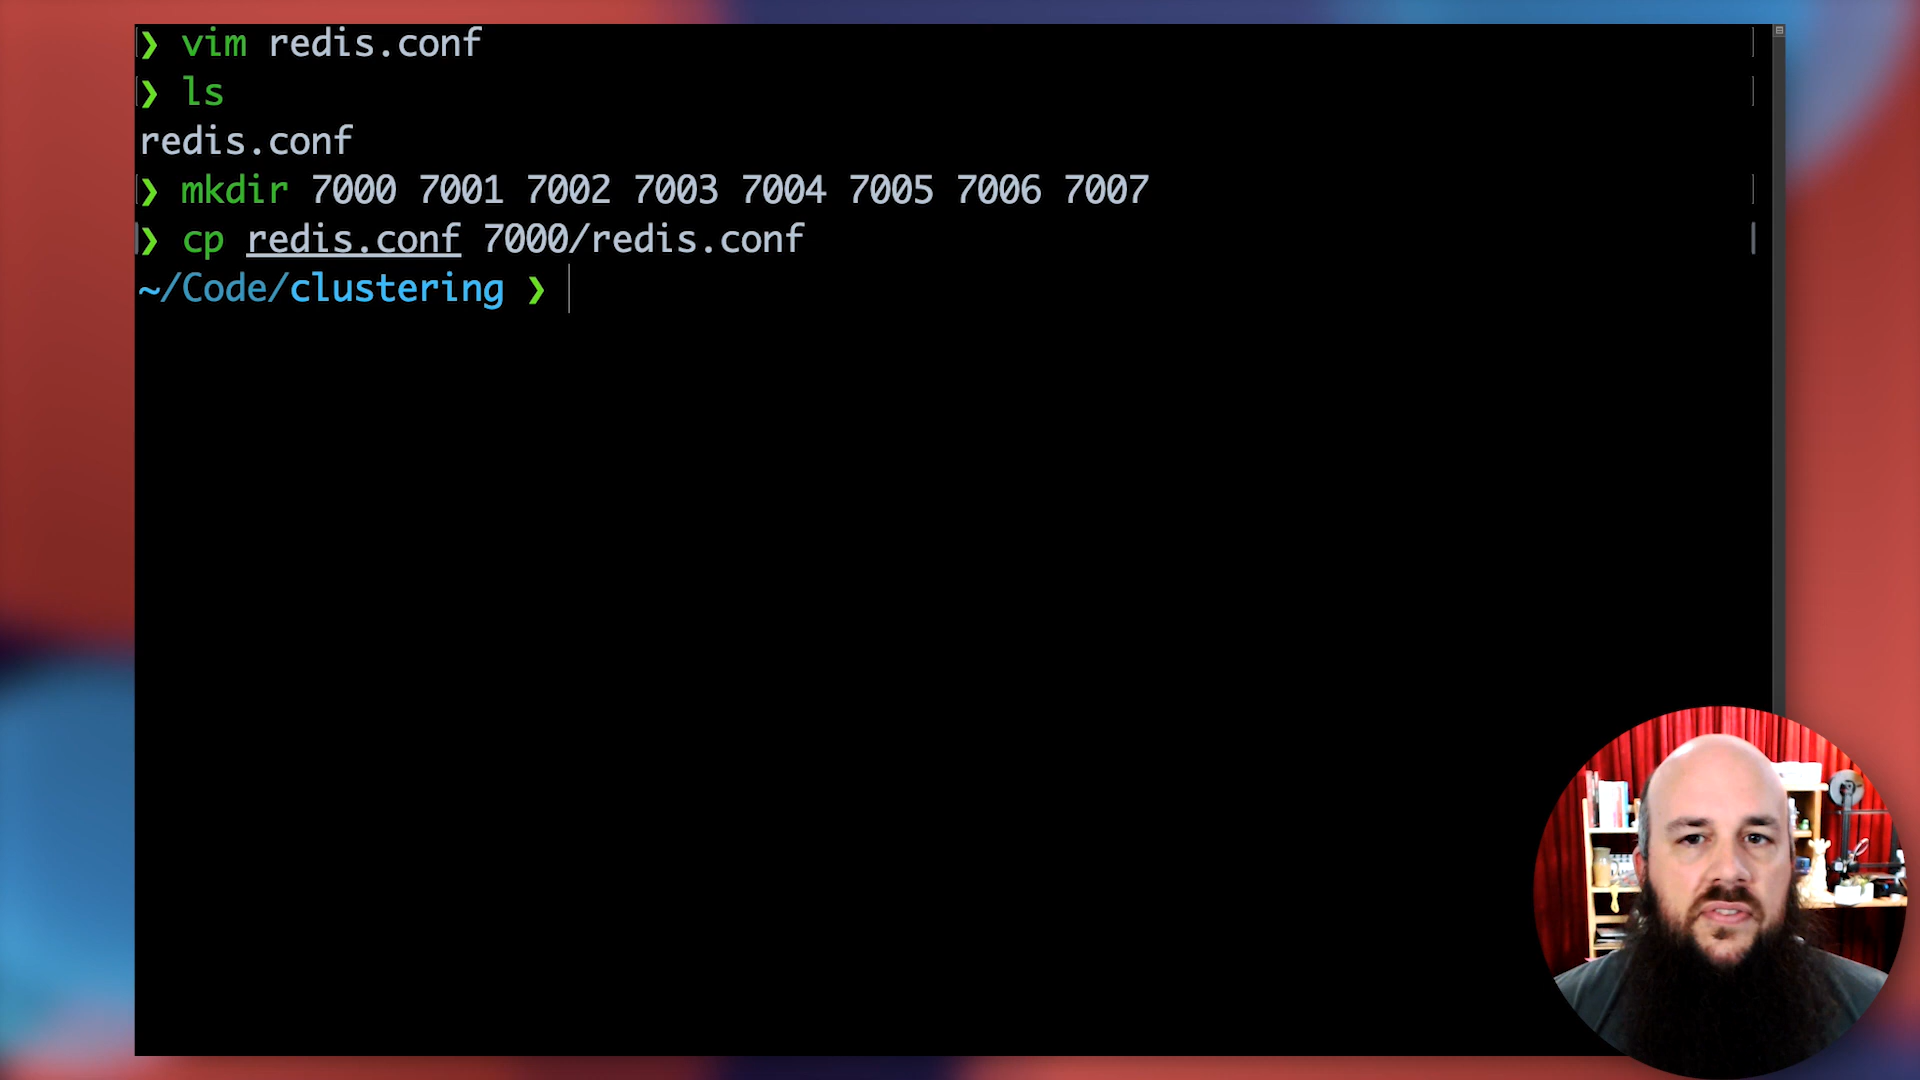 ❯ vim redis.conf
❯ ls
redis.conf
❯ mkdir 7000 7001 7002 7003 7004 7005 7006 7007
❯ cp redis.conf 7000/redis.conf
~/Code/clustering ❯